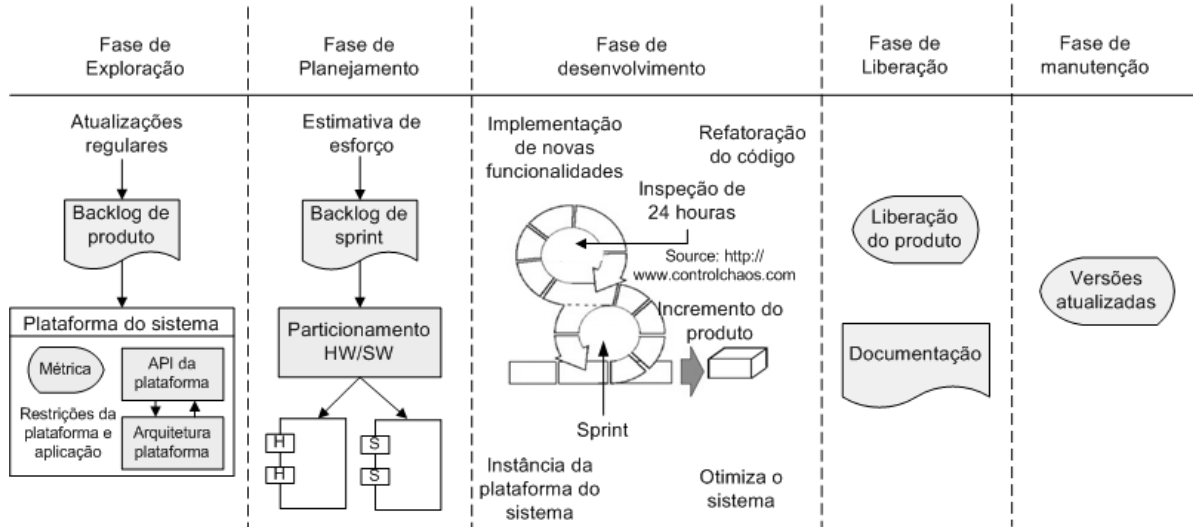 Fase de
Exploração
Fase de
Planejamento
Fase de
desenvolvimento
Fase de
Liberação
Fase de
manutenção
Atualizações
regulares
Backlog de
produto
Plataforma do sistema
Métrica
API da
plataforma
Restrições da
plataforma e
aplicação
Arquitetura
plataforma
Estimativa de
esforço
Backlog de
sprint
Particionamento
HW/SW
H
H
S
S
Implementação
de novas
funcionalidades
Refatoração
do código
Inspeção de
24 houras
Source: http://
www.controlchaos.com
Incremento do
produto
Sprint
Instância da
plataforma do
sistema
Otimiza o
sistema
Liberação
do produto
Documentação
Versões
atualizadas